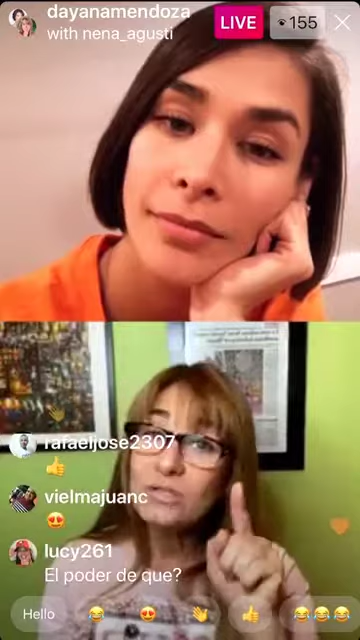 dayanamendoza
with nena_agusti
LIVE
155
rafaeljose2307
vielmajuanc
lucy261
El poder de que?
Hello